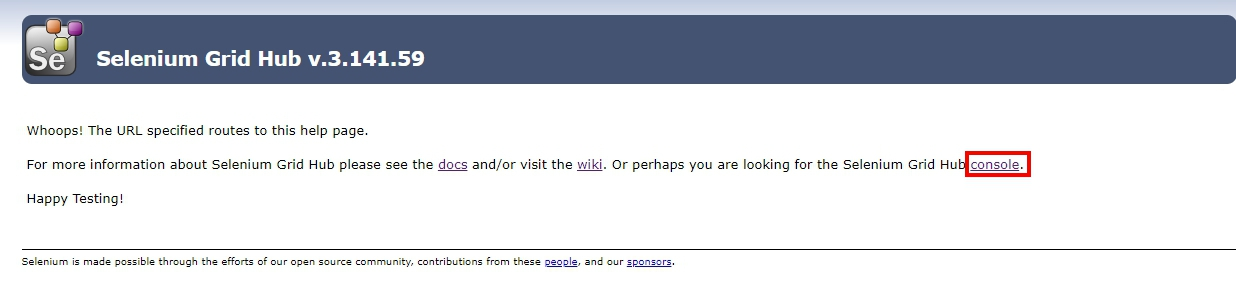 Se
Selenium Grid Hub v.3.141.59
Whoops! The URL specified routes to this help page.
For more information about Selenium Grid Hub please see the docs and/or visit the wiki. Or perhaps you are looking for the Selenium Grid Hub console.
Happy Testing!
Selenium is made possible through the efforts of our open source community, contributions from these people, and our sponsors.